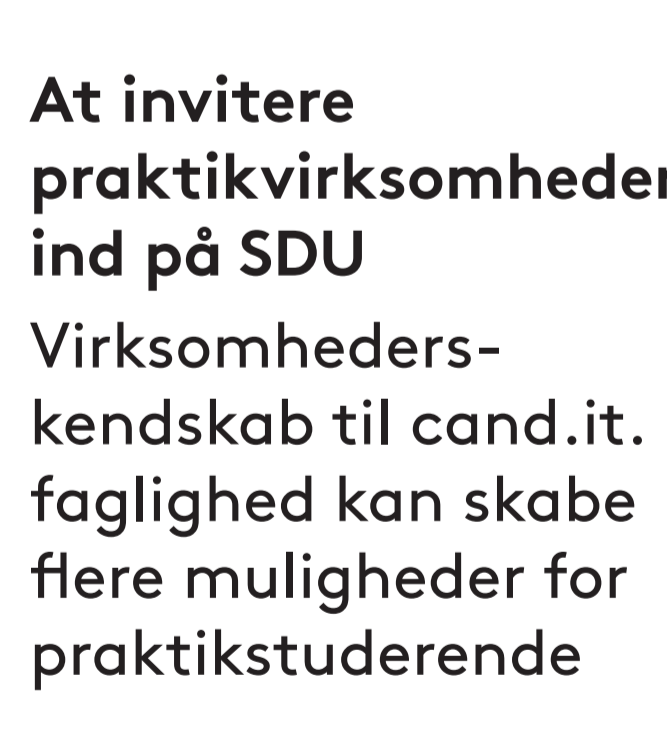 At invitere
praktikvirksomheder
ind på SDU
Virksomheders-
kendskab til cand.it.
faglighed kan skabe
flere muligheder for
praktikstuderende